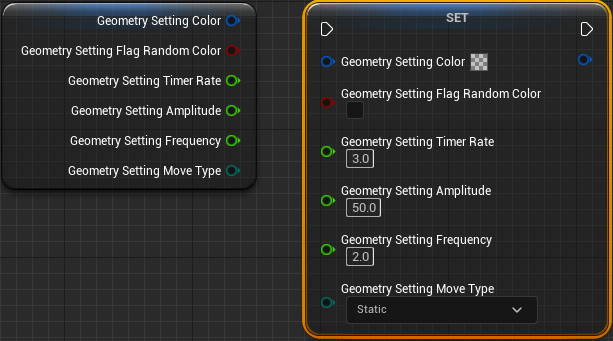 Geometry Setting Color
Geometry Setting Flag Random Color
Geometry Setting Timer Rate
Geometry Setting Amplitude
Geometry Setting Frequency
Geometry Setting Move Type
SET
Geometry Setting Color
Geometry Setting Flag Random Color
Geometry Setting Timer Rate
3.0
Geometry Setting Amplitude
50.0
Geometry Setting Frequency
2.0
Geometry Setting Move Type
Static